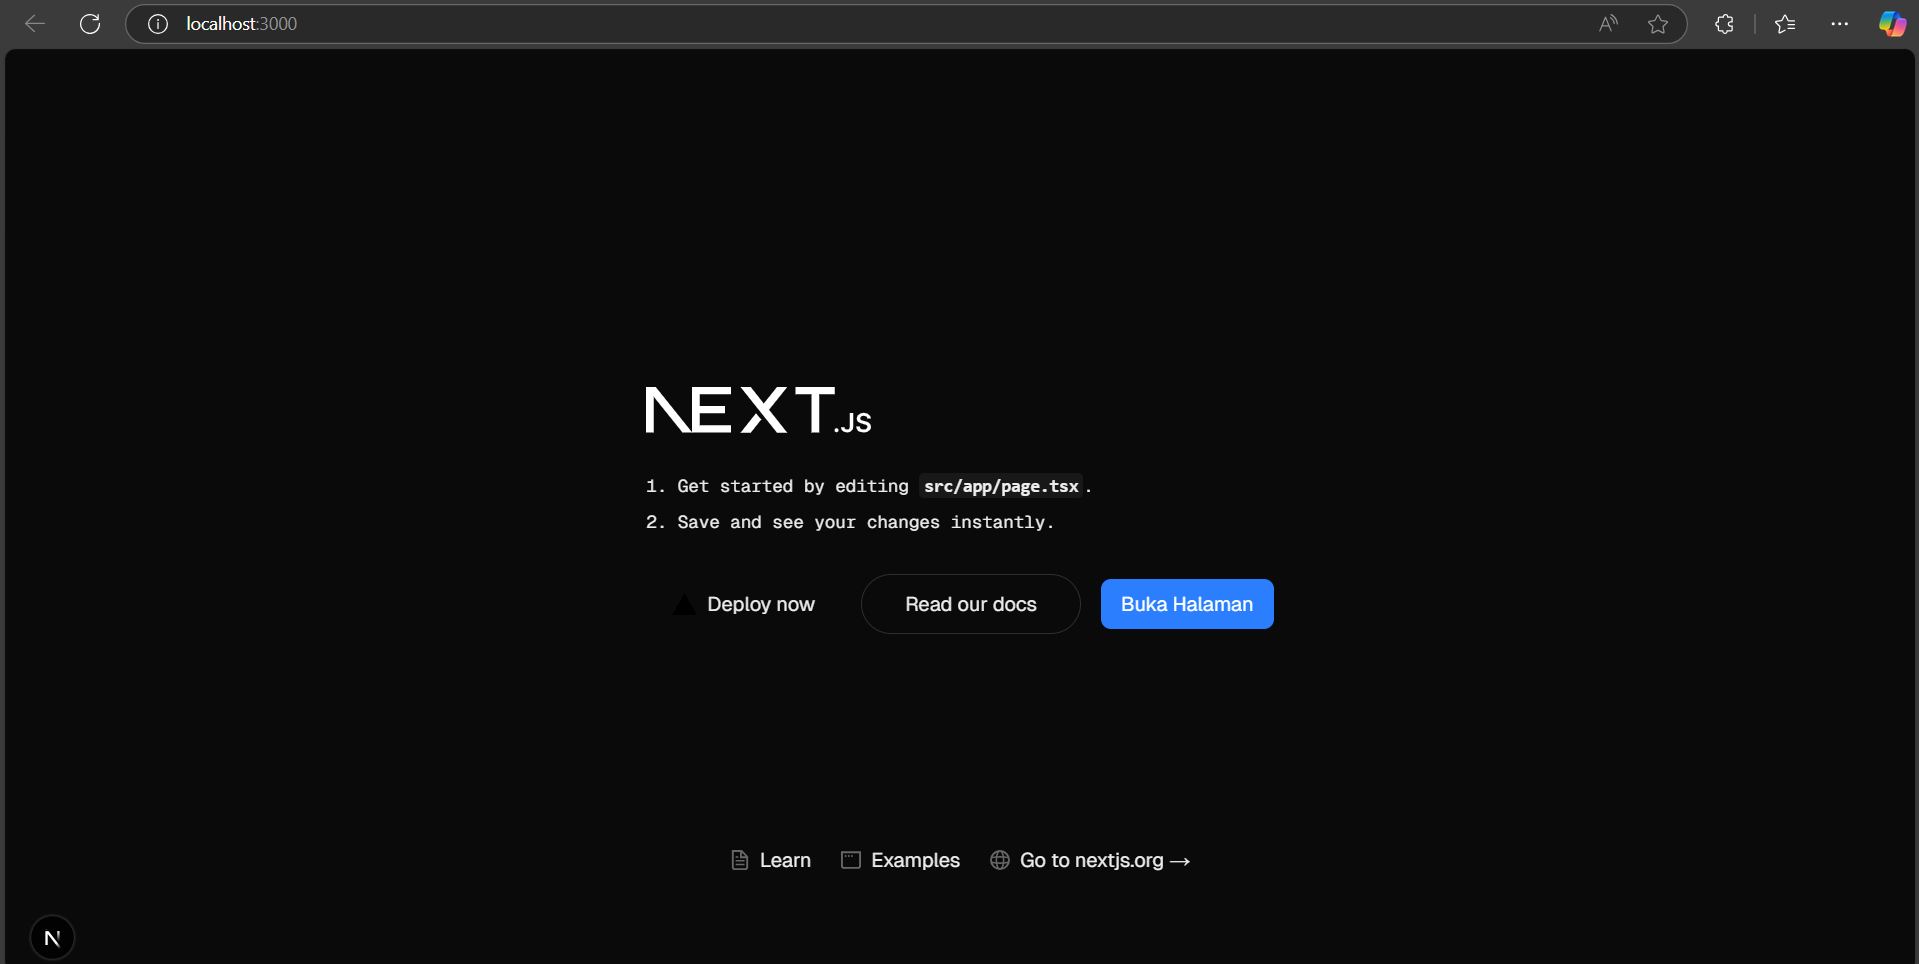 localhost:3000
NEXT.JS
1. Get started by editing src/app/page.tsx.
2. Save and see your changes instantly.
Deploy now
Read our docs
Buka Halaman
Learn
Examples
Go to nextjs.org →
N